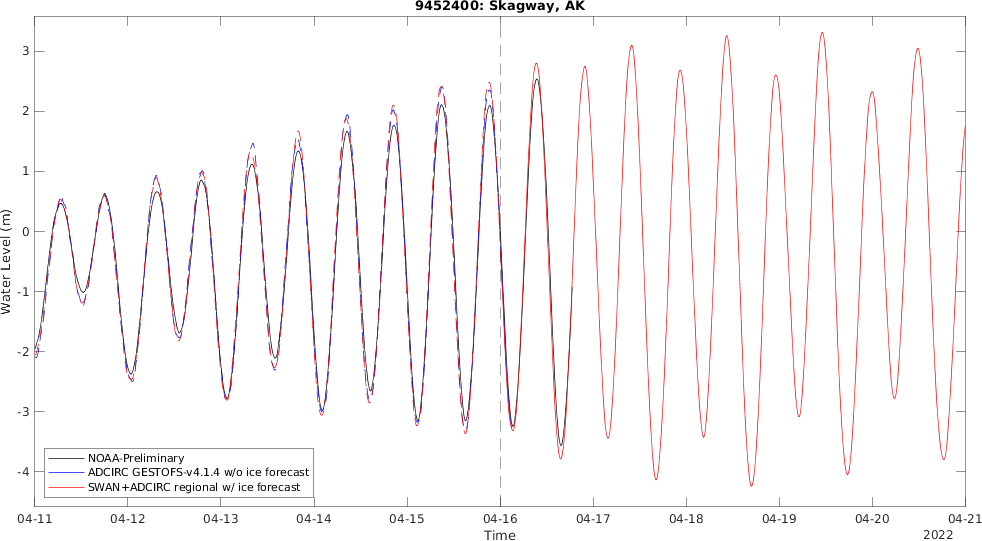 9452400: Skagway, AK
Water Level (m)
3
2
1
0
-1
-2
-3
-4
NOAA-Preliminary
ADCIRC GESTOFS-v4.1.4 w/o ice forecast
SWAN+ADCIRC regional w/ ice forecast
04-11 04-12 04-13 04-14 04-15 04-16 04-17 04-18 04-19 04-20 04-21
Time
2022